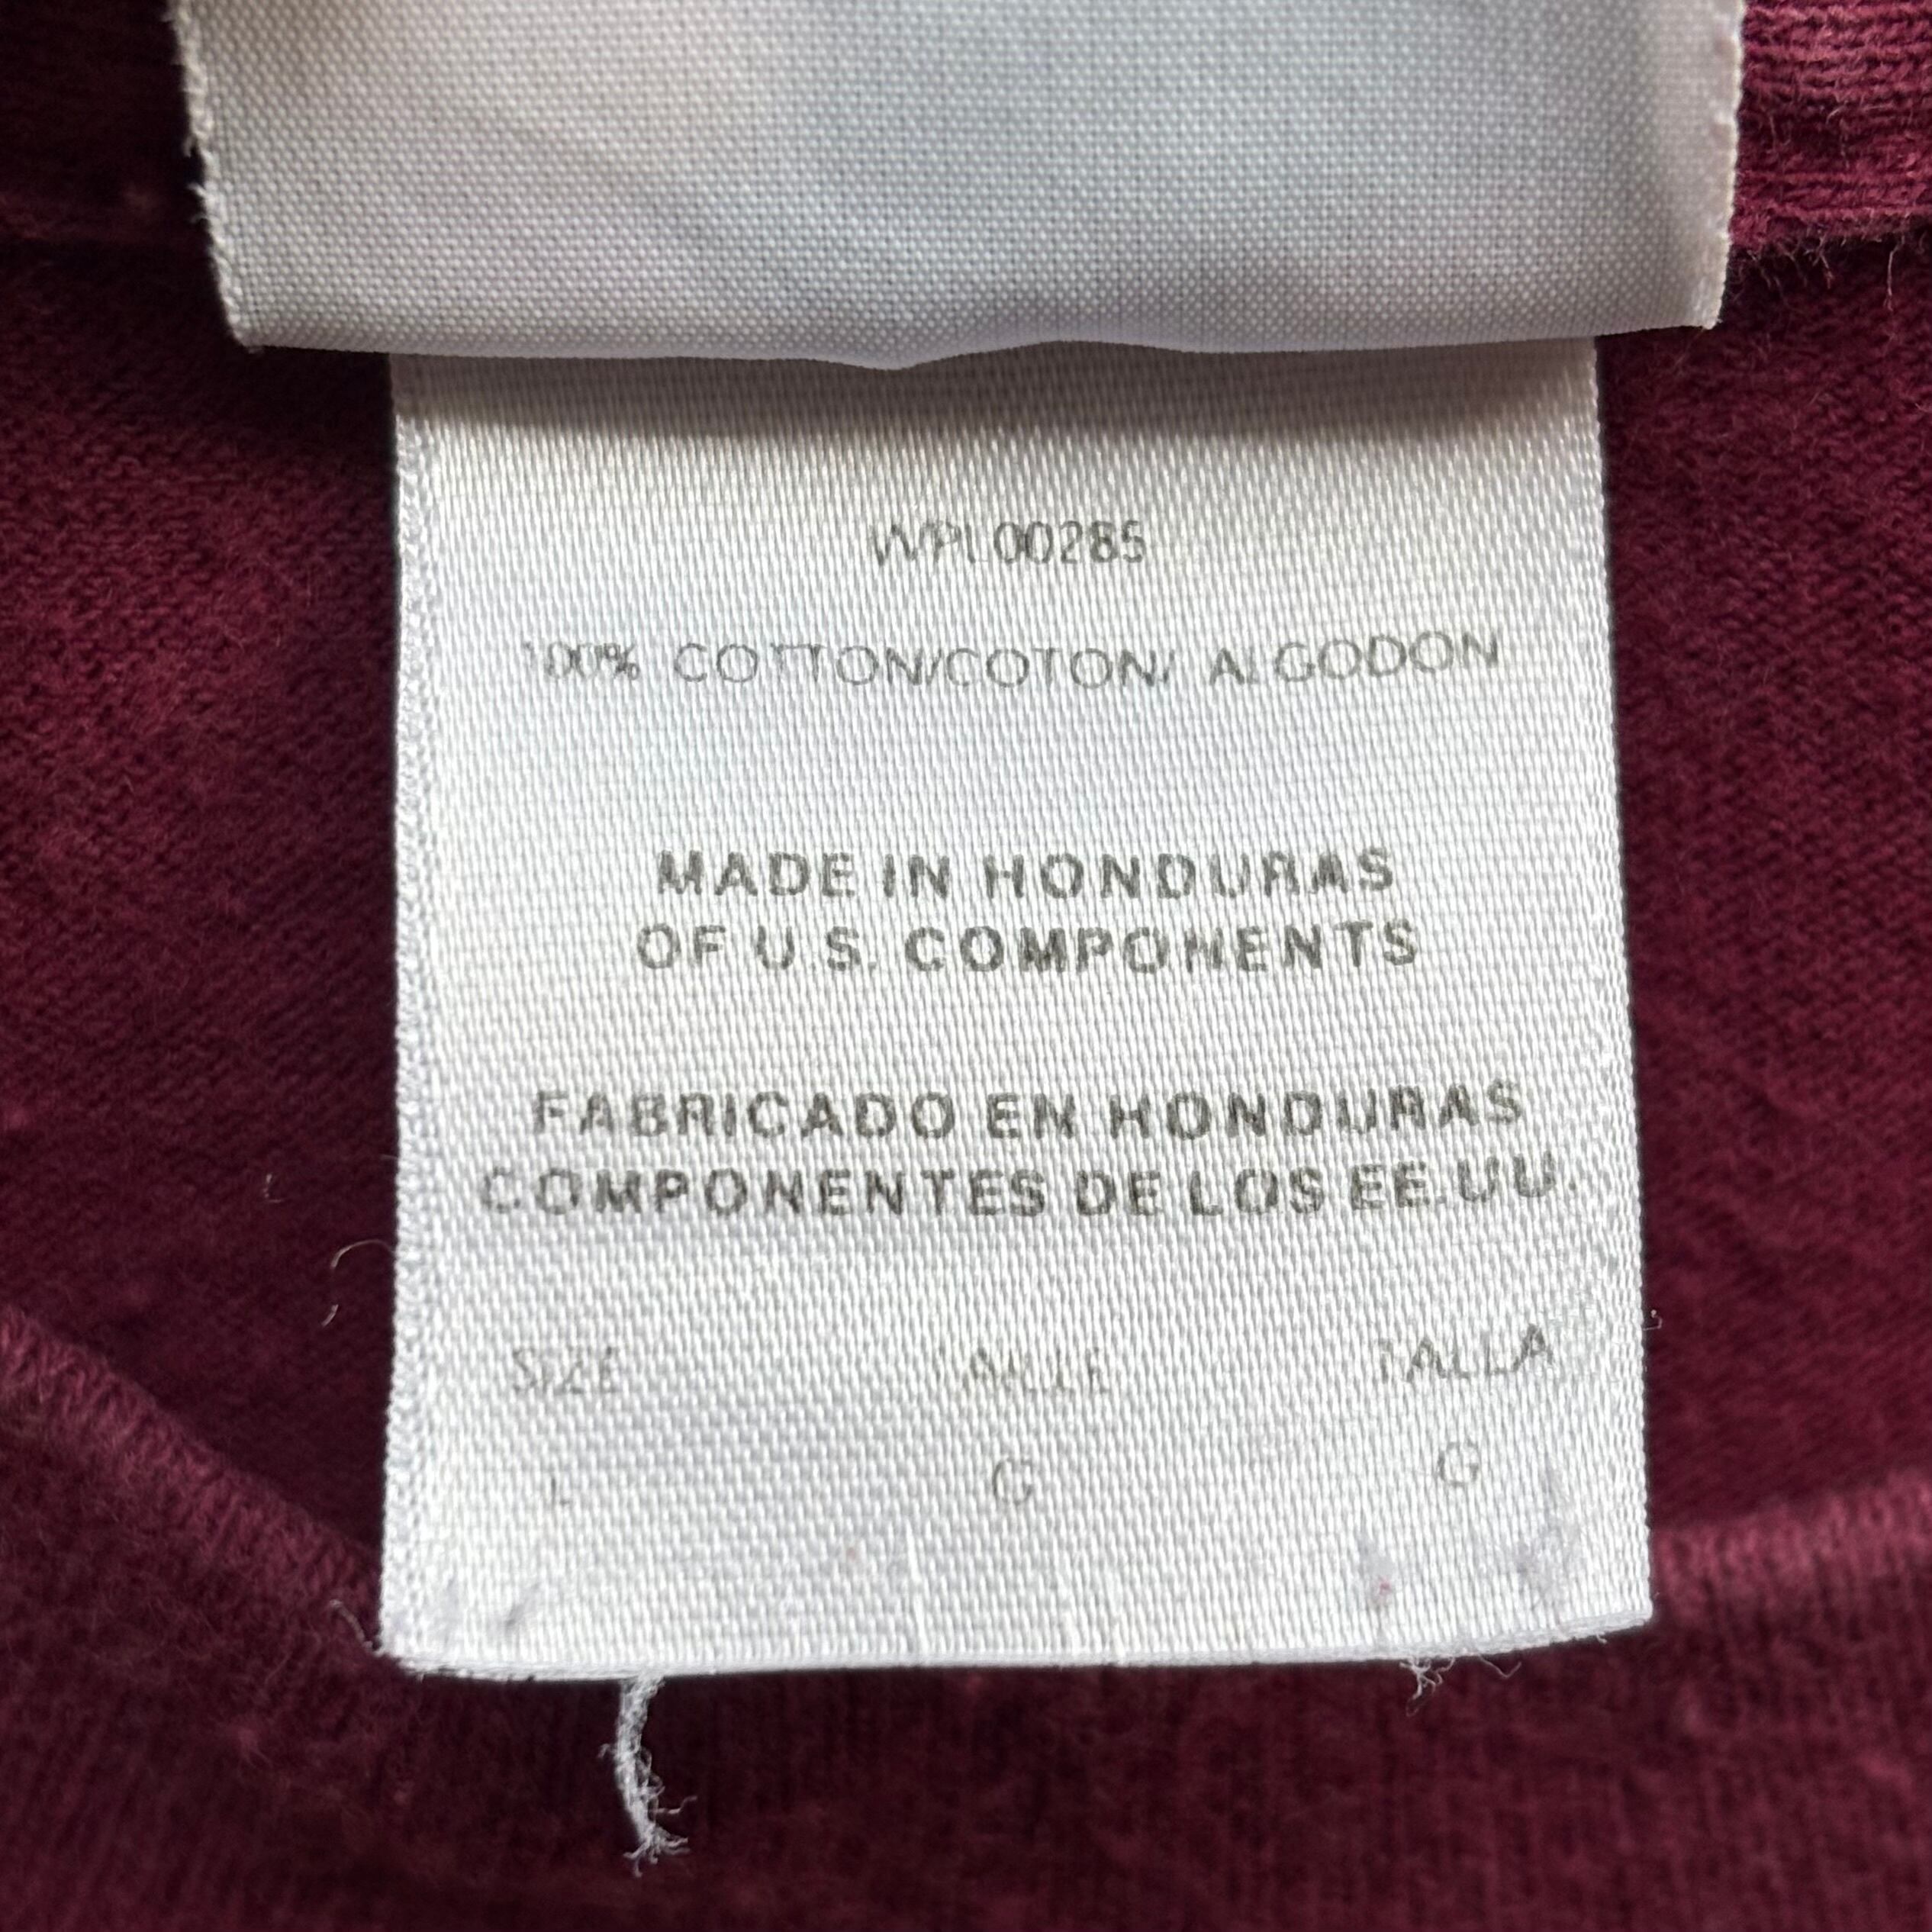 WPL00285
100% COTTON/COTON/ ALGODON
MADE IN HONDURAS
OF U.S. COMPONENTS
FABRICADO EN HONDURAS
COMPONENTES DE LOS EE.UU.
SIZE TAILLE TALLA
L G G